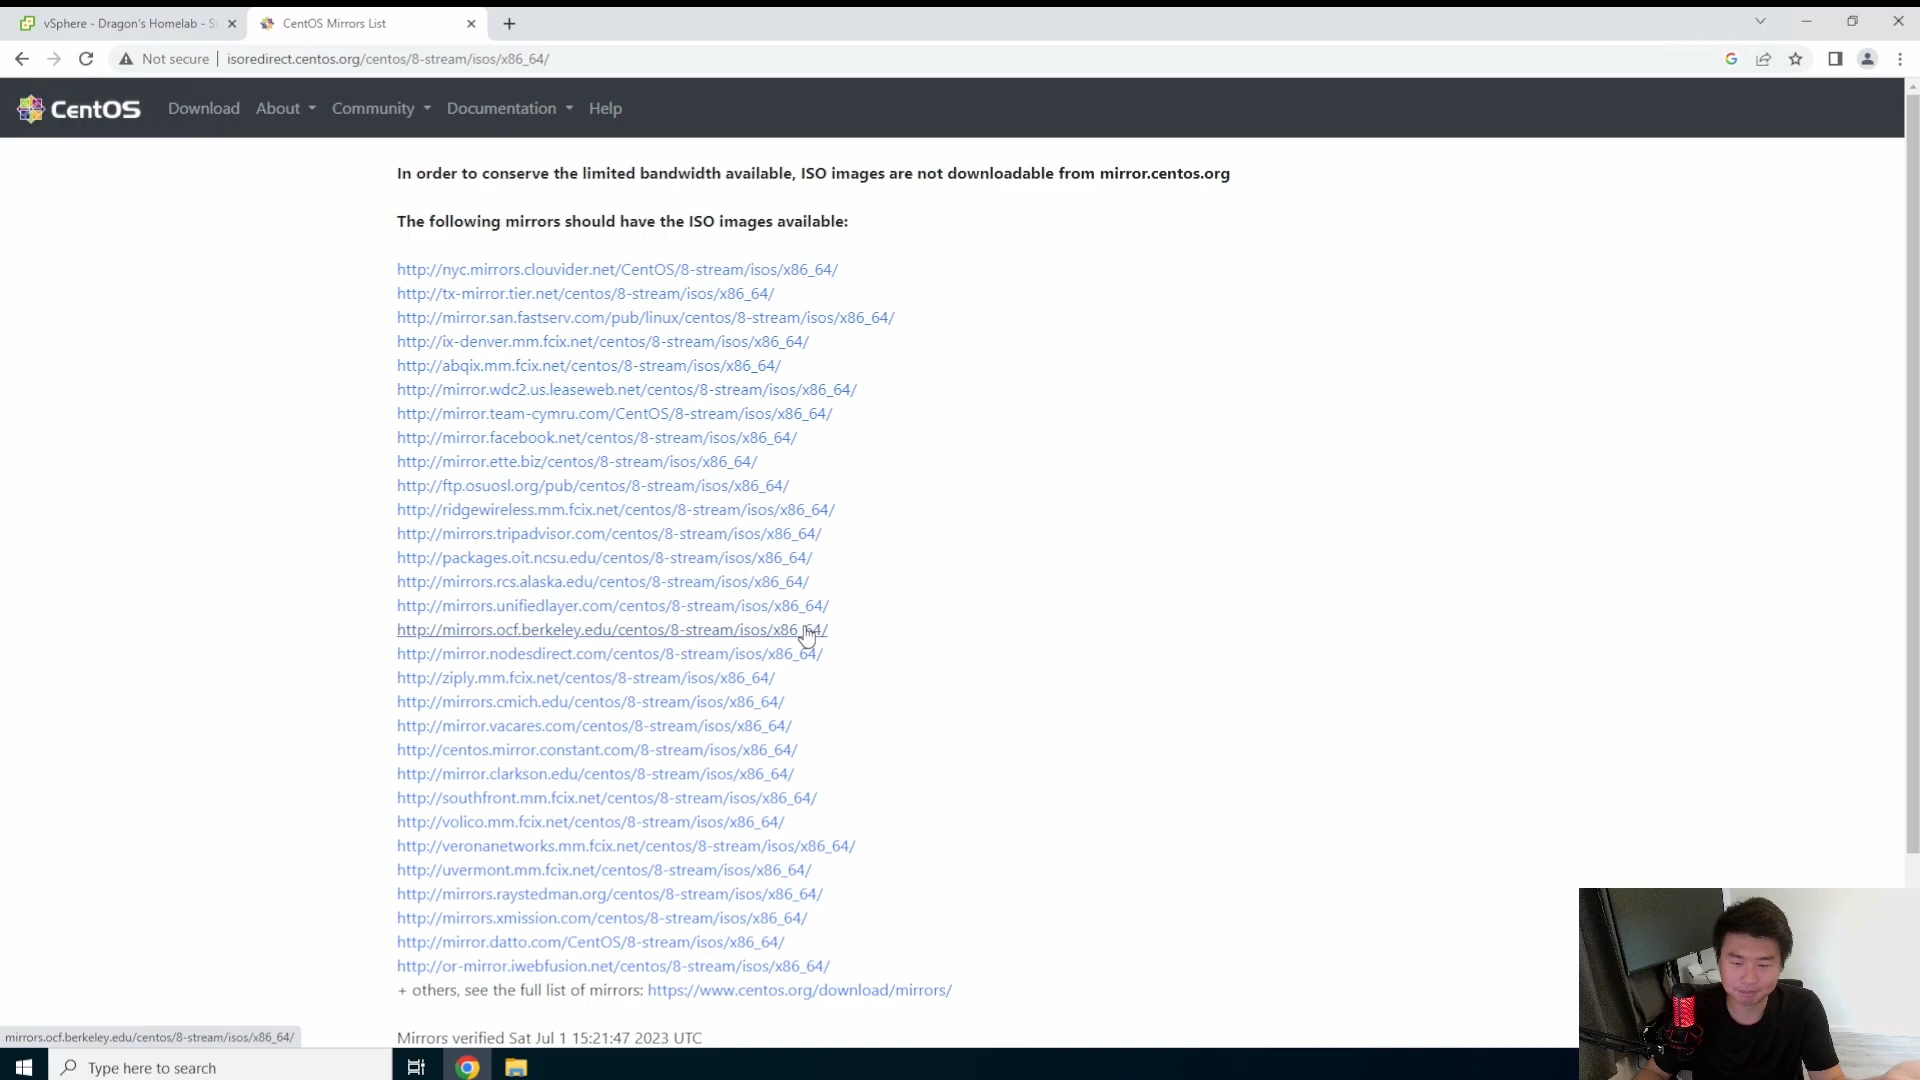 vSphere - Dragon's Homelab - S
CentOS Mirrors List
Not secure
isoredirect.centos.org/centos/8-stream/isos/x86_64/
CentOS
Download
About
Community
Documentation
Help
In order to conserve the limited bandwidth available, ISO images are not downloadable from mirror.centos.org
The following mirrors should have the ISO images available:
http://nyc.mirrors.clouvider.net/CentOS/8-stream/isos/x86_64/
http://tx-mirror.tier.net/centos/8-stream/isos/x86_64/
http://mirror.san.fastserv.com/pub/linux/centos/8-stream/isos/x86_64/
http://ix-denver.mm.fcix.net/centos/8-stream/isos/x86_64/
http://abqix.mm.fcix.net/centos/8-stream/isos/x86_64/
http://mirror.wdc2.us.leaseweb.net/centos/8-stream/isos/x86_64/
http://mirror.team-cymru.com/CentOS/8-stream/isos/x86_64/
http://mirror.facebook.net/centos/8-stream/isos/x86_64/
http://mirror.ette.biz/centos/8-stream/isos/x86_64/
http://ftp.osuosl.org/pub/centos/8-stream/isos/x86_64/
http://ridgewireless.mm.fcix.net/centos/8-stream/isos/x86_64/
http://mirrors.tripadvisor.com/centos/8-stream/isos/x86_64/
http://packages.oit.ncsu.edu/centos/8-stream/isos/x86_64/
http://mirrors.rcs.alaska.edu/centos/8-stream/isos/x86_64/
http://mirrors.unifiedlayer.com/centos/8-stream/isos/x86_64/
http://mirrors.ocf.berkeley.edu/centos/8-stream/isos/x86_64/
http://mirror.nodesdirect.com/centos/8-stream/isos/x86_64/
http://ziply.mm.fcix.net/centos/8-stream/isos/x86_64/
http://mirrors.cmich.edu/centos/8-stream/isos/x86_64/
http://mirror.vacares.com/centos/8-stream/isos/x86_64/
http://centos.mirror.constant.com/8-stream/isos/x86_64/
http://mirror.clarkson.edu/centos/8-stream/isos/x86_64/
http://southfront.mm.fcix.net/centos/8-stream/isos/x86_64/
http://volico.mm.fcix.net/centos/8-stream/isos/x86_64/
http://veronanetworks.mm.fcix.net/centos/8-stream/isos/x86_64/
http://uvermont.mm.fcix.net/centos/8-stream/isos/x86_64/
http://mirrors.raystedman.org/centos/8-stream/isos/x86_64/
http://mirrors.xmission.com/centos/8-stream/isos/x86_64/
http://mirror.datto.com/CentOS/8-stream/isos/x86_64/
http://or-mirror.iwebfusion.net/centos/8-stream/isos/x86_64/
+ others, see the full list of mirrors: https://www.centos.org/download/mirrors/
Mirrors verified Sat Jul 1 15:21:47 2023 UTC
mirrors.ocf.berkeley.edu/centos/8-stream/isos/x86_64/
Type here to search